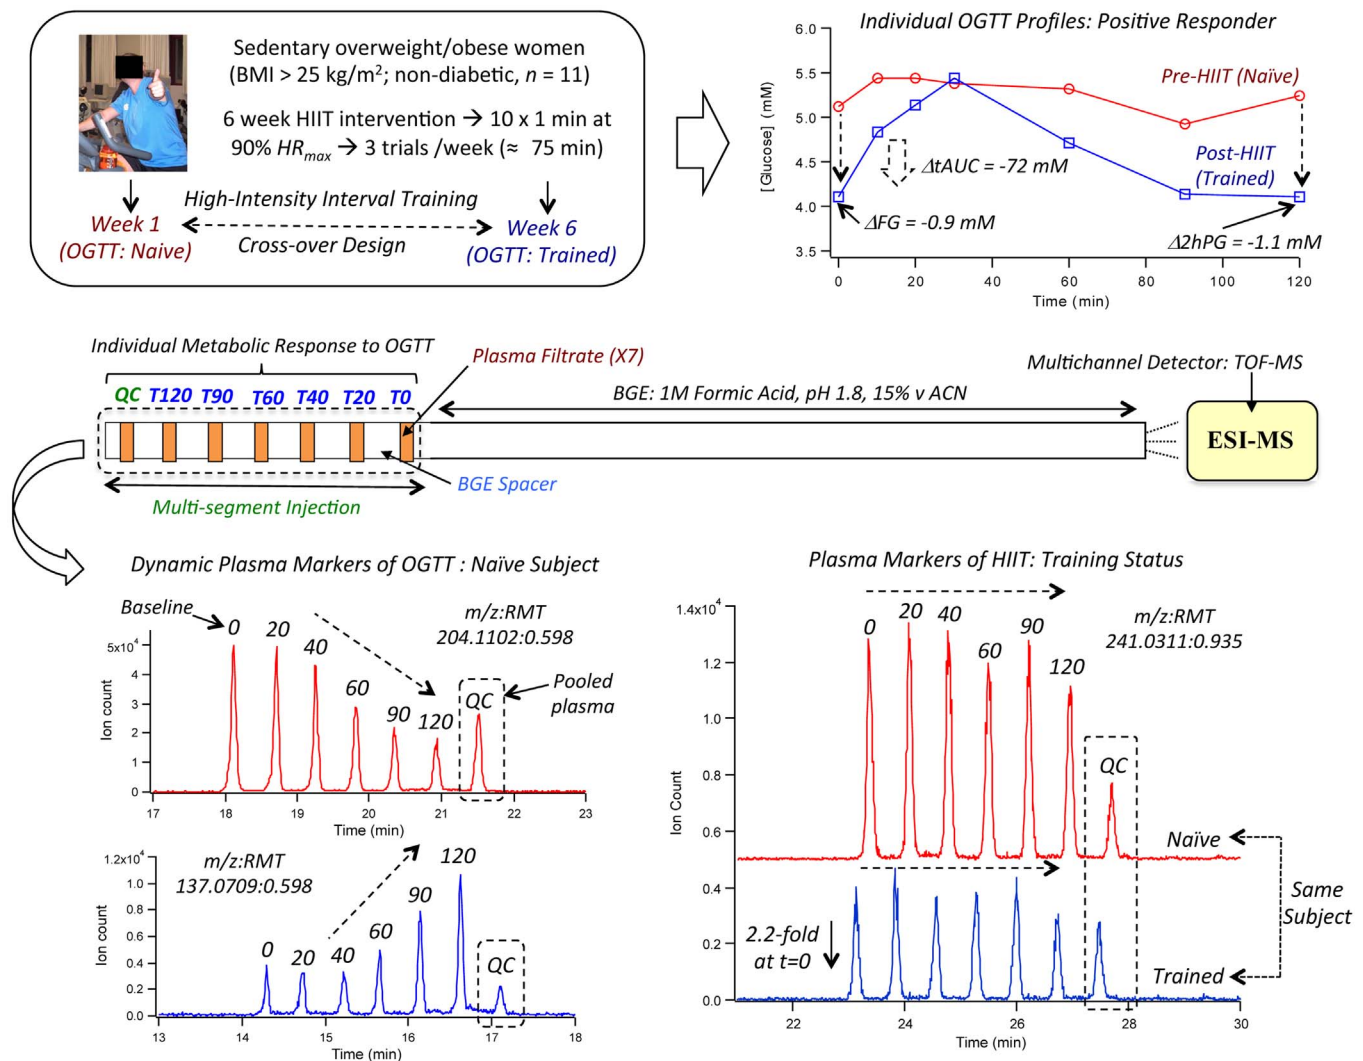 Sedentary overweight/obese women
(BMI > 25 kg/m²; non-diabetic, n = 11)
6 week HIIT intervention → 10 x 1 min at
90% HRmax → 3 trials /week (≈ 75 min)
High-Intensity Interval Training
Week 1
(OGTT: Naive)
Cross-over Design
Week 6
(OGTT: Trained)
Individual OGTT Profiles: Positive Responder
[Glucose] (mM)
6.0
5.5
5.0
4.5
4.0
3.5
Pre-HIIT (Naïve)
Post-HIIT
(Trained)
ΔtAUC = -72 mM
ΔFG = -0.9 mM
Δ2hPG = -1.1 mM
0 20 40 60 80 100 120
Time (min)
Individual Metabolic Response to OGTT
Plasma Filtrate (X7)
QC T120 T90 T60 T40 T20 T0
BGE: 1M Formic Acid, pH 1.8, 15% v ACN
Multichannel Detector: TOF-MS
ESI-MS
BGE Spacer
Multi-segment Injection
Dynamic Plasma Markers of OGTT : Naïve Subject
Baseline
m/z:RMT
204.1102:0.598
0 20 40 60 90 120 QC
Pooled
plasma
Ion count
5x10⁴
4
3
2
1
0
17 18 19 20 21 22 23
Time (min)
m/z:RMT
137.0709:0.598
0 20 40 60 90 120 QC
Ion count
1.2x10⁴
1.0
0.8
0.6
0.4
0.2
0.0
13 14 15 16 17 18
Time (min)
Plasma Markers of HIIT: Training Status
m/z:RMT
241.0311:0.935
0 20 40 60 90 120 QC
Ion Count
1.4x10⁴
1.2
1.0
0.8
0.6
0.4
0.2
0.0
Naïve
Same
Subject
Trained
2.2-fold
at t=0
22 24 26 28 30
Time (min)